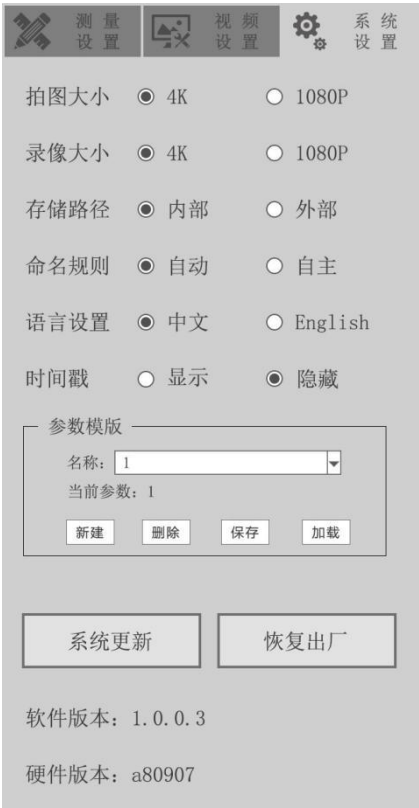 测量 视频 系统
设置 设置 设置
拍图大小 4K 1080P
录像大小 4K 1080P
存储路径 内部 外部
命名规则 自动 自主
语言设置 中文 English
时间戳 显示 隐藏
参数模版
名称: 1
当前参数: 1
新建 删除 保存 加载
系统更新 恢复出厂
软件版本: 1.0.0.3
硬件版本: a80907